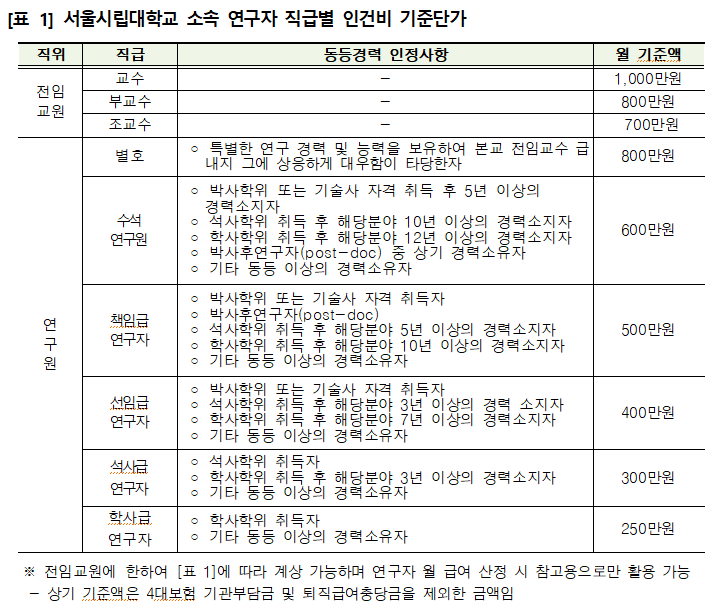 [표 1] 서울시립대학교 소속 연구자 직급별 인건비 기준단가
직위 직급 동등경력 인정사항 월 기준액
전임
교원
교수 – 1,000만원
부교수 – 800만원
조교수 – 700만원
연
구
원
별호
○ 특별한 연구 경력 및 능력을 보유하여 본교 전임교수 급
내지 그에 상응하게 대우함이 타당한자
800만원
수석
연구원
○ 박사학위 또는 기술사 자격 취득 후 5년 이상의
경력소지자
○ 석사학위 취득 후 해당분야 10년 이상의 경력소지자
○ 학사학위 취득 후 해당분야 12년 이상의 경력소지자
○ 박사후연구자(post-doc) 중 상기 경력소유자
○ 기타 동등 이상의 경력소유자
600만원
책임급
연구자
○ 박사학위 또는 기술사 자격 취득자
○ 박사후연구자(post-doc)
○ 석사학위 취득 후 해당분야 5년 이상의 경력소지자
○ 학사학위 취득 후 해당분야 10년 이상의 경력소지자
○ 기타 동등 이상의 경력소유자
500만원
선임급
연구자
○ 박사학위 또는 기술사 자격 취득자
○ 석사학위 취득 후 해당분야 3년 이상의 경력 소지자
○ 학사학위 취득 후 해당분야 7년 이상의 경력소지자
○ 기타 동등 이상의 경력소유자
400만원
석사급
연구자
○ 석사학위 취득자
○ 학사학위 취득 후 해당분야 3년 이상의 경력소지자
○ 기타 동등 이상의 경력소유자
300만원
학사급
연구자
○ 학사학위 취득자
○ 기타 동등 이상의 경력소유자
250만원
※ 전임교원에 한하여 [표 1]에 따라 계상 가능하며 연구자 월 급여 산정 시 참고용으로만 활용 가능
– 상기 기준액은 4대보험 기관부담금 및 퇴직급여충당금을 제외한 금액임